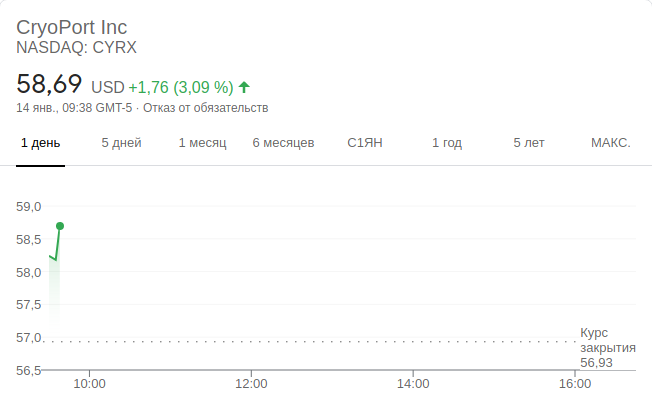 CryoPort Inc
NASDAQ: CYRX
58,69 USD +1,76 (3,09 %)
14 янв., 09:38 GMT-5 · Отказ от обязательств
1 день 5 дней 1 месяц 6 месяцев С1ЯН 1 год 5 лет МАКС.
59,0
58,5
58,0
57,5
57,0
Курс
закрытия
56,93
56,5
10:00 12:00 14:00 16:00